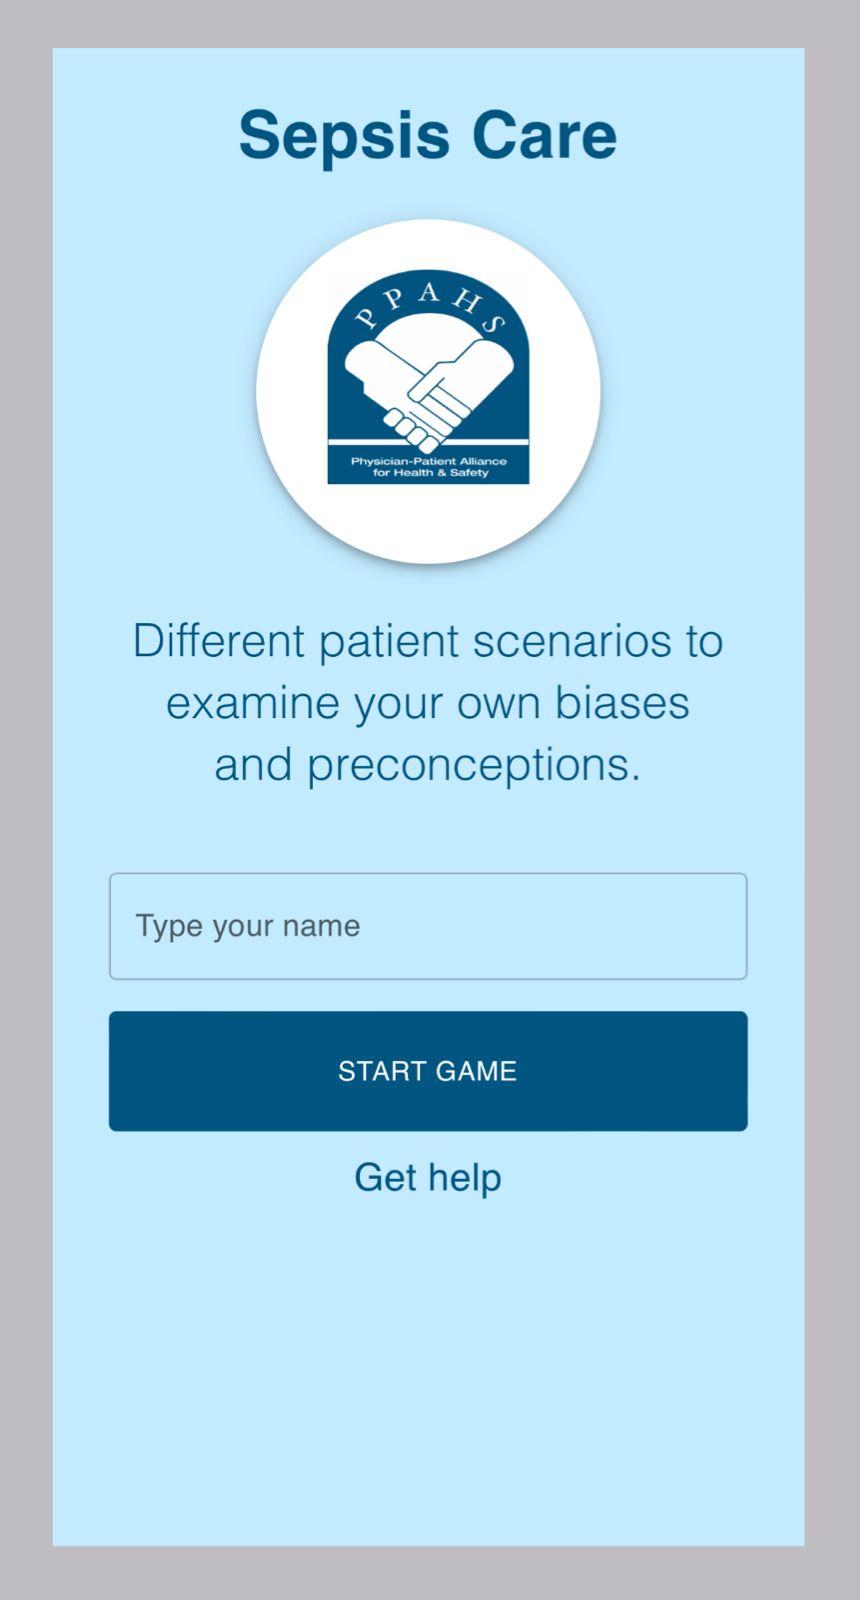 Sepsis Care
PPAHS
Physician-Patient Alliance
for Health & Safety
Different patient scenarios to
examine your own biases
and preconceptions.
Type your name
START GAME
Get help